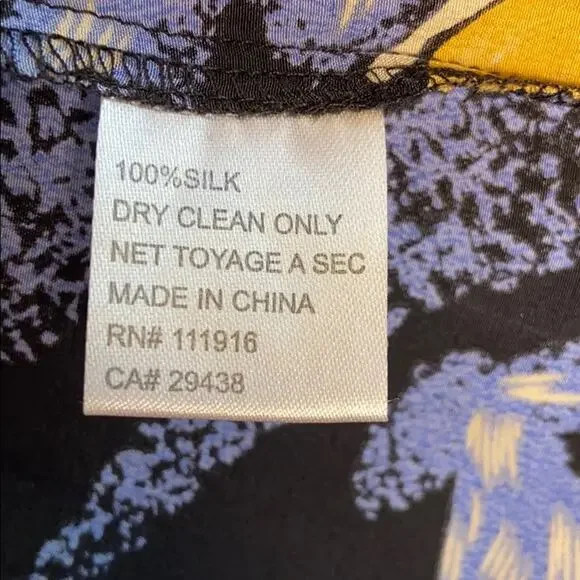 100%SILK
DRY CLEAN ONLY
NET TOYAGE A SEC
MADE IN CHINA
RN# 111916
CA# 29438